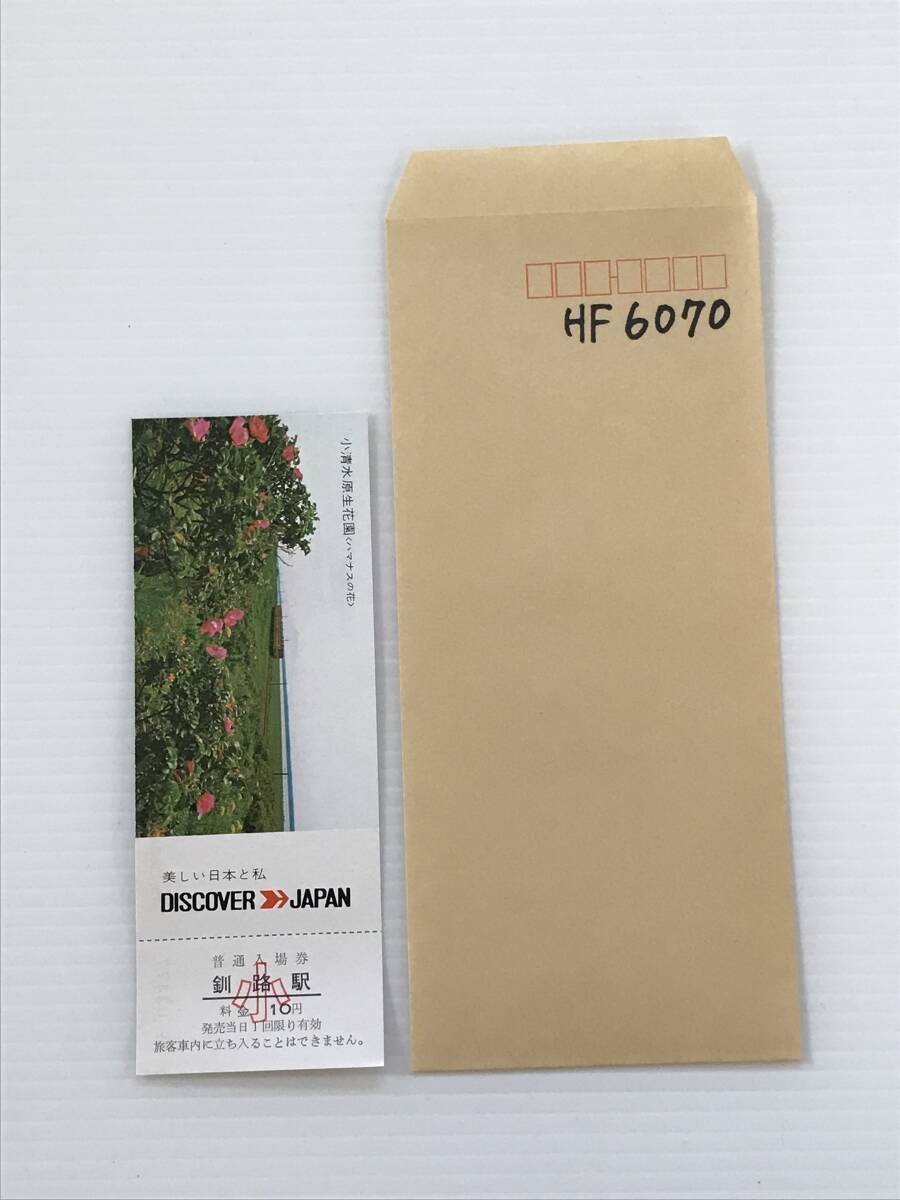 HF 6070
小清水原生花園<ハマナスの花>
美しい日本と私
DISCOVER JAPAN
普通入場券
釧路駅
小
料金 10円
発売当日1回限り有効
旅客車内に立ち入ることはできません。